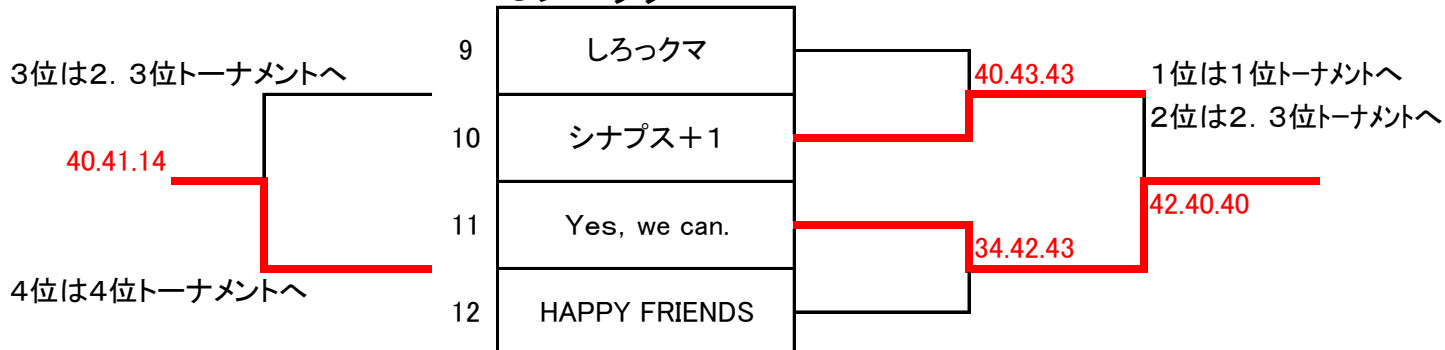 9 しろっクマ
3位は2．3位トーナメントへ
40.43.43
1位は1位トーナメントへ
2位は2．3位トーナメントへ
10 シナプス＋1
40.41.14
11 Yes，we can.
42.40.40
34.42.43
4位は4位トーナメントへ
12 HAPPY FRIENDS